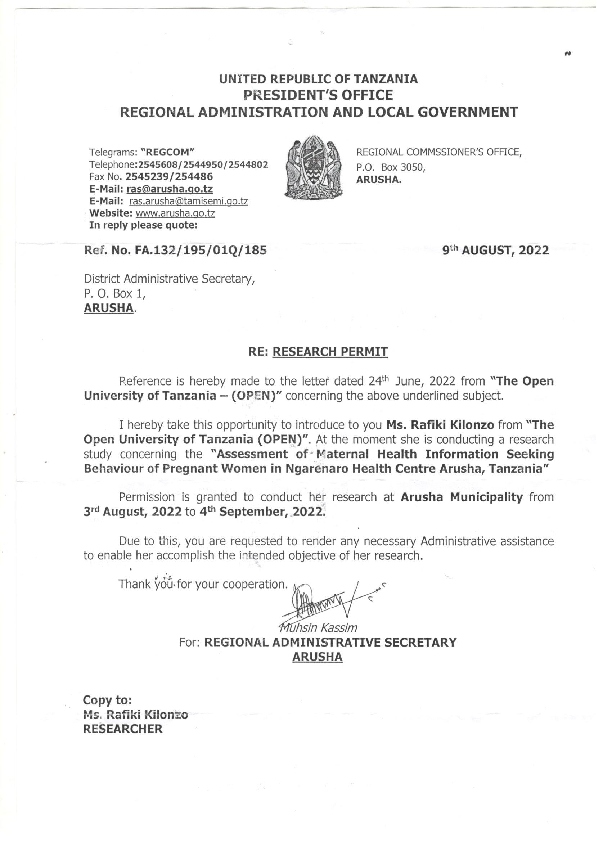 UNITED REPUBLIC OF TANZANIA
PRESIDENT'S OFFICE
REGIONAL ADMINISTRATION AND LOCAL GOVERNMENT
Telegrams: "REGCOM"
Telephone:2545608/2544950/2544802
Fax No. 2545239/254486
E-Mail: ras@arusha.go.tz
E-Mail: ras.arusha@tamisemi.go.tz
Website: www.arusha.go.tz
In reply please quote:
REGIONAL COMMSSIONER'S OFFICE,
P.O. Box 3050,
ARUSHA.
Ref. No. FA.132/195/01Q/185
9th AUGUST, 2022
District Administrative Secretary,
P. O. Box 1,
ARUSHA.
RE: RESEARCH PERMIT
Reference is hereby made to the letter dated 24th June, 2022 from "The Open
University of Tanzania – (OPEN)" concerning the above underlined subject.
I hereby take this opportunity to introduce to you Ms. Rafiki Kilonzo from "The
Open University of Tanzania (OPEN)". At the moment she is conducting a research
study concerning the "Assessment of Maternal Health Information Seeking
Behaviour of Pregnant Women in Ngarenaro Health Centre Arusha, Tanzania"
Permission is granted to conduct her research at Arusha Municipality from
3rd August, 2022 to 4th September, 2022.
Due to this, you are requested to render any necessary Administrative assistance
to enable her accomplish the intended objective of her research.
Thank you for your cooperation.
Muhsin Kassim
For: REGIONAL ADMINISTRATIVE SECRETARY
ARUSHA
Copy to:
Ms. Rafiki Kilonzo
RESEARCHER